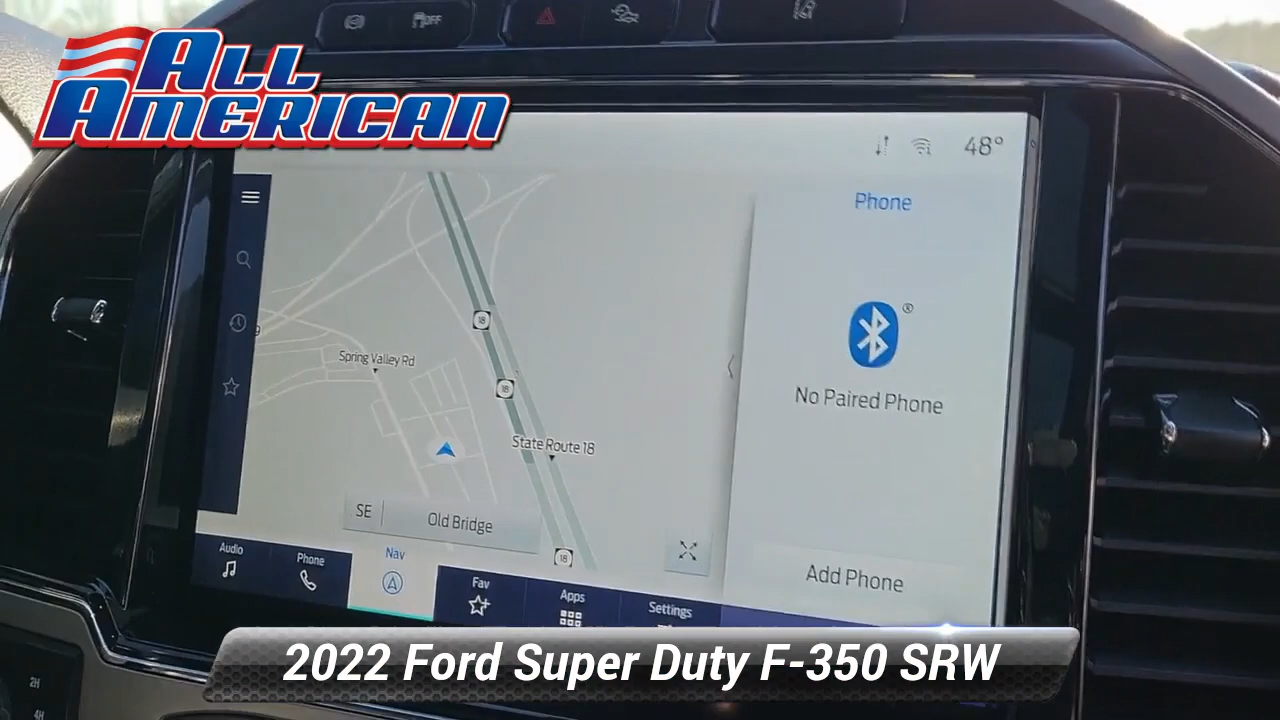 OFF
ALL
AMERICAN
48°
Phone
®
No Paired Phone
Add Phone
18
Spring Valley Rd
18
State Route 18
SE
Old Bridge
18
Audio
Phone
Nav
Fav
Apps
Settings
2H
4H
2022 Ford Super Duty F-350 SRW